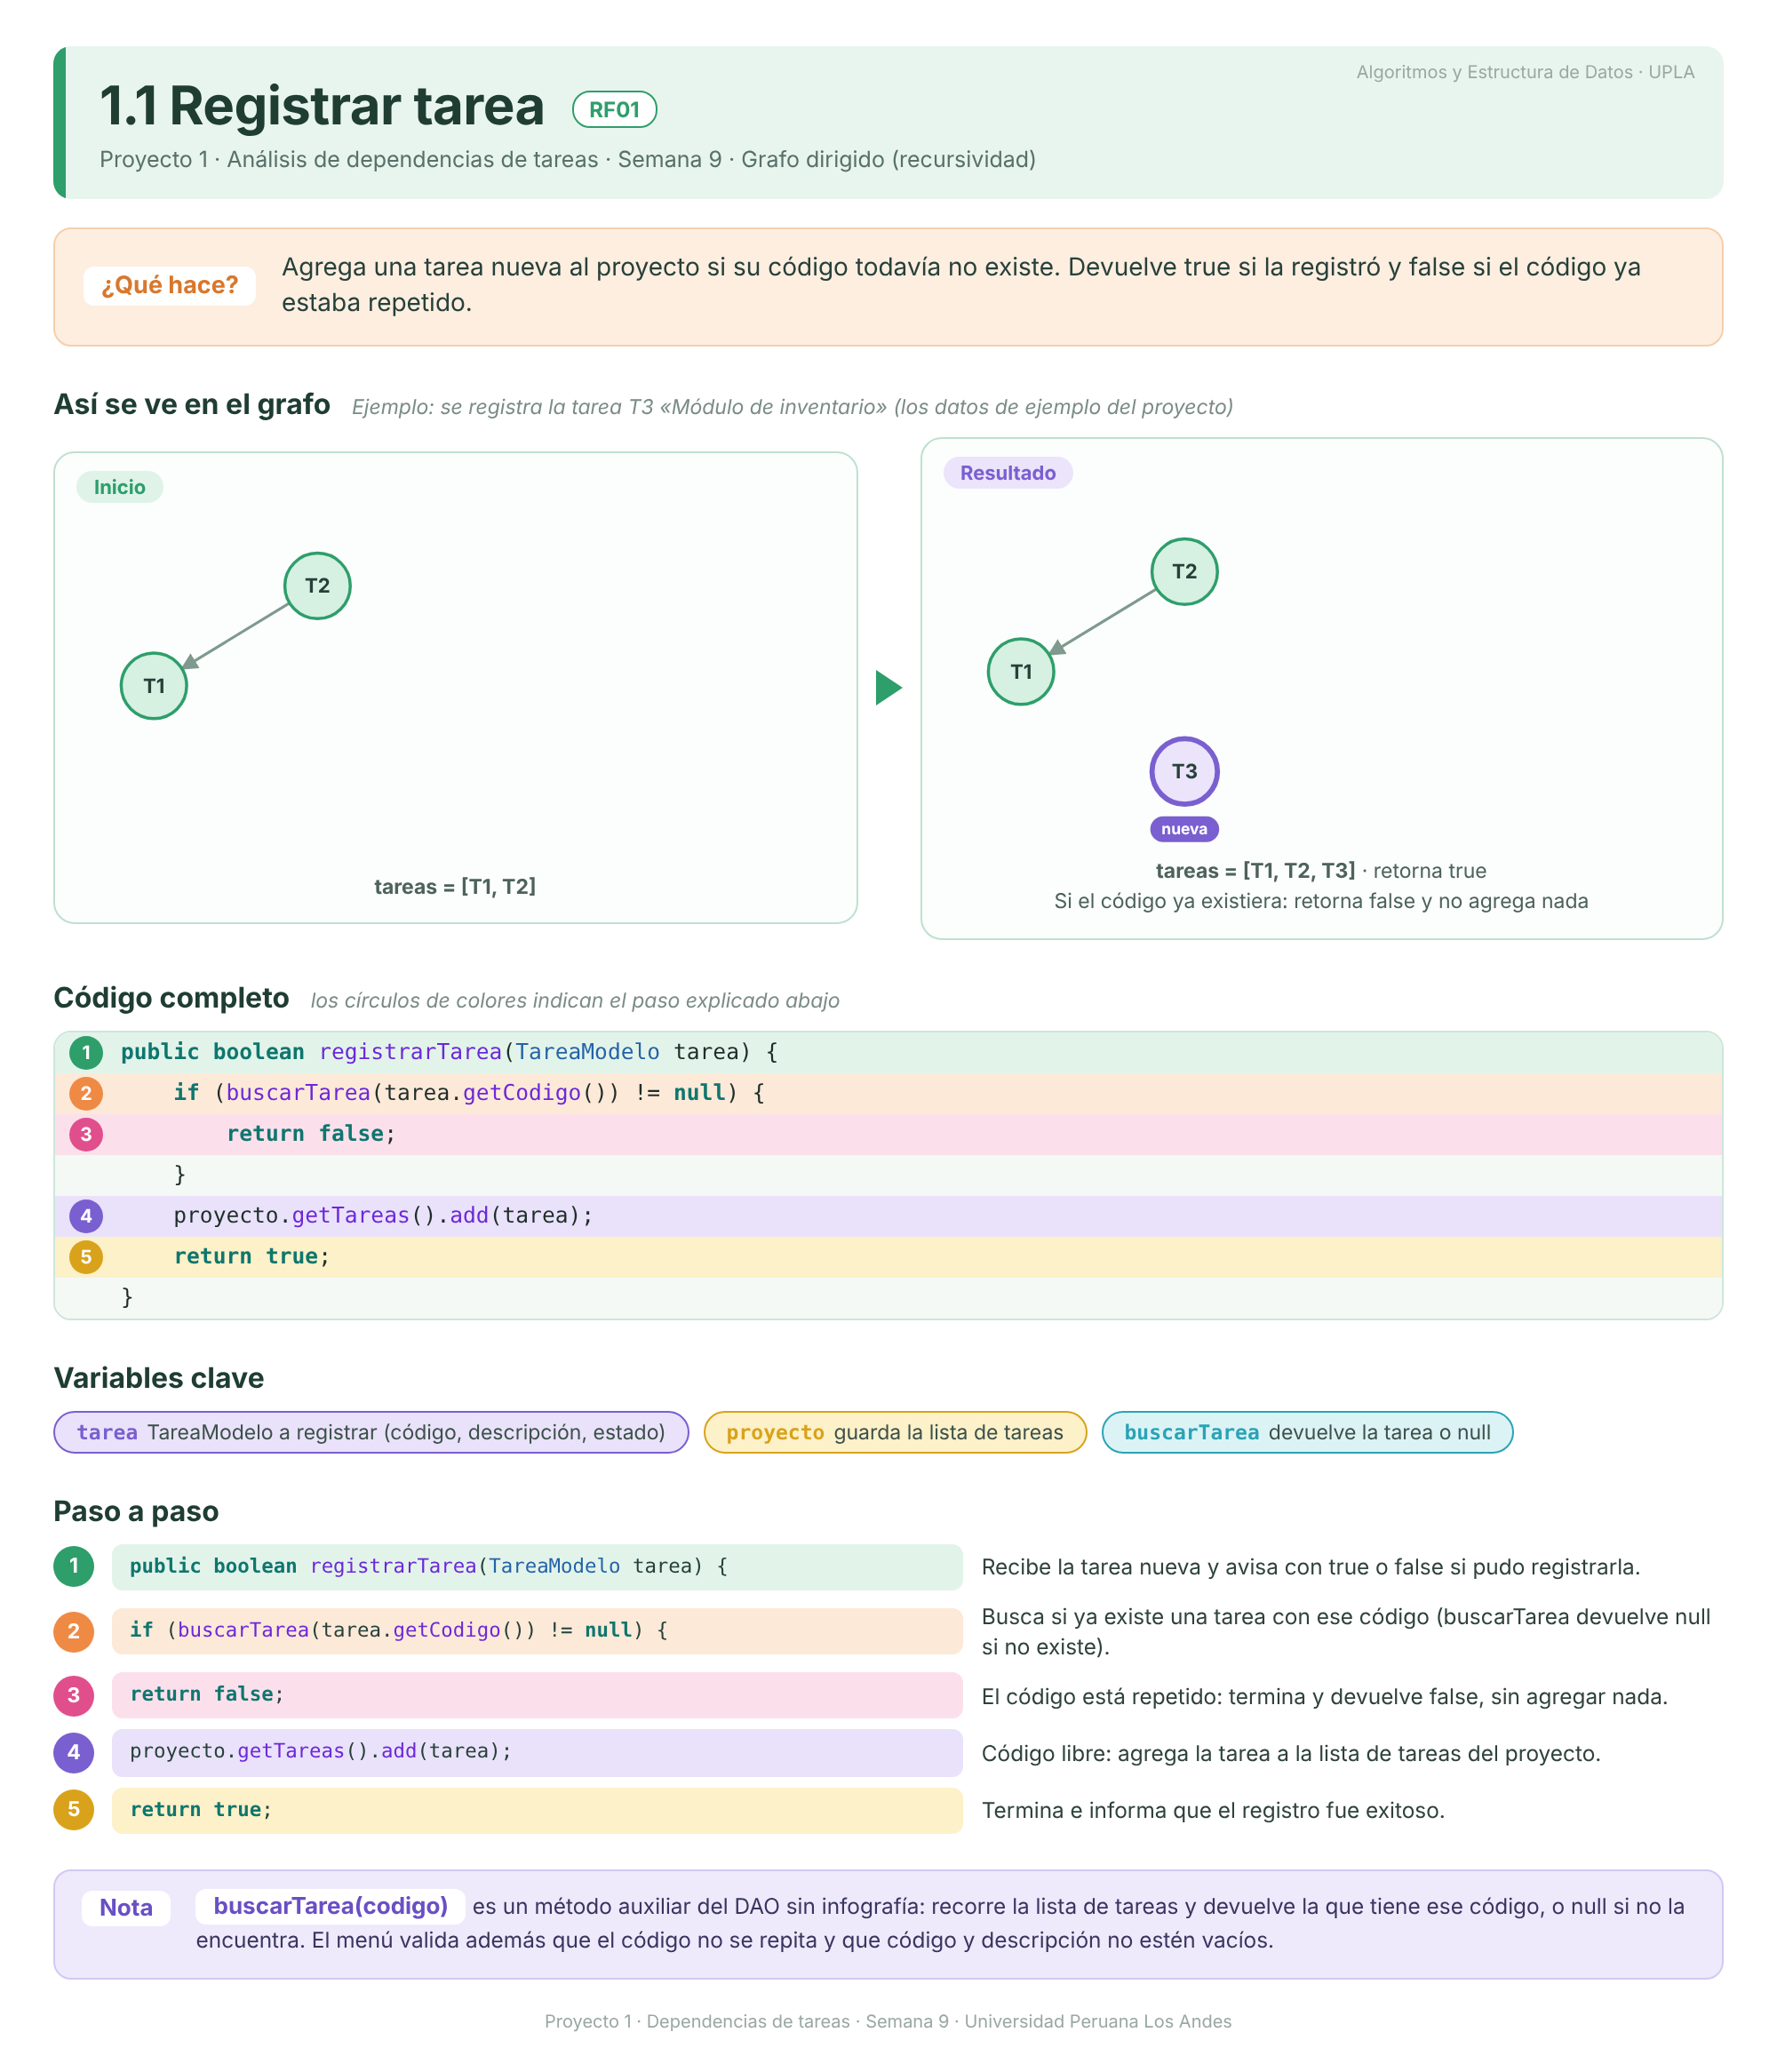 Algoritmos y Estructura de Datos · UPLA
1.1 Registrar tarea RF01
Proyecto 1 · Análisis de dependencias de tareas · Semana 9 · Grafo dirigido (recursividad)
¿Qué hace?
Agrega una tarea nueva al proyecto si su código todavía no existe. Devuelve true si la registró y false si el código ya
estaba repetido.
Así se ve en el grafo Ejemplo: se registra la tarea T3 «Módulo de inventario» (los datos de ejemplo del proyecto)
Inicio
T2
T1
tareas = [T1, T2]
Resultado
T2
T1
T3
nueva
tareas = [T1, T2, T3] · retorna true
Si el código ya existiera: retorna false y no agrega nada
Código completo los círculos de colores indican el paso explicado abajo
1 public boolean registrarTarea(TareaModelo tarea) {
2 if (buscarTarea(tarea.getCodigo()) != null) {
3 return false;
}
4 proyecto.getTareas().add(tarea);
5 return true;
}
Variables clave
tarea TareaModelo a registrar (código, descripción, estado)
proyecto guarda la lista de tareas
buscarTarea devuelve la tarea o null
Paso a paso
1 public boolean registrarTarea(TareaModelo tarea) {
Recibe la tarea nueva y avisa con true o false si pudo registrarla.
2 if (buscarTarea(tarea.getCodigo()) != null) {
Busca si ya existe una tarea con ese código (buscarTarea devuelve null
si no existe).
3 return false;
El código está repetido: termina y devuelve false, sin agregar nada.
4 proyecto.getTareas().add(tarea);
Código libre: agrega la tarea a la lista de tareas del proyecto.
5 return true;
Termina e informa que el registro fue exitoso.
Nota
buscarTarea(codigo) es un método auxiliar del DAO sin infografía: recorre la lista de tareas y devuelve la que tiene ese código, o null si no la
encuentra. El menú valida además que el código no se repita y que código y descripción no estén vacíos.
Proyecto 1 · Dependencias de tareas · Semana 9 · Universidad Peruana Los Andes